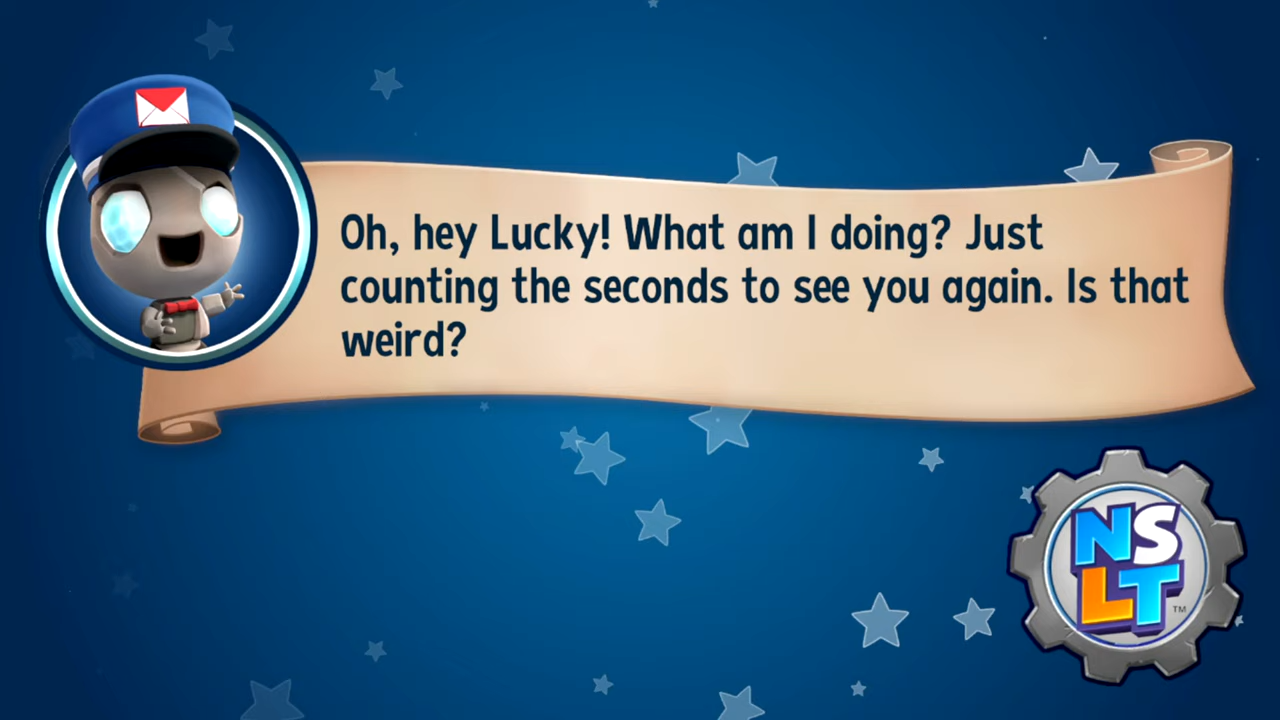 Oh, hey Lucky! What am I doing? Just
counting the seconds to see you again. Is that
weird?
NS
LT
TM